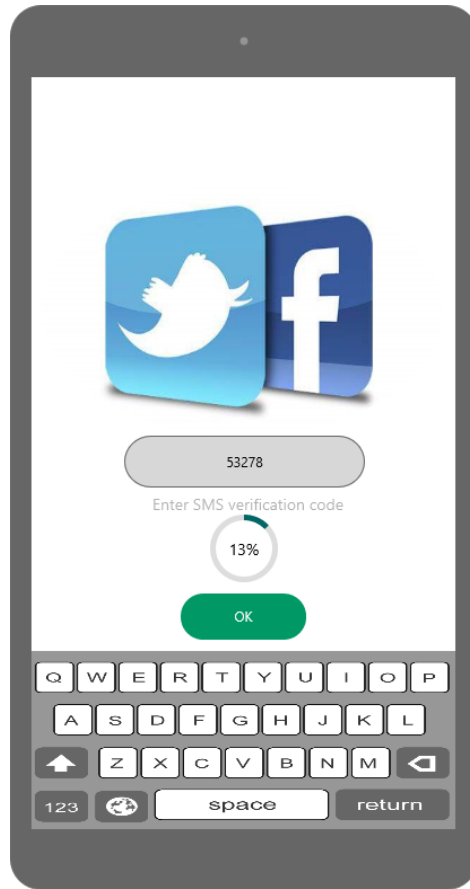 53278
Enter SMS verification code
13%
OK
Q W E R T Y U I O P
A S D F G H J K L
Z X C V B N M
123 space return